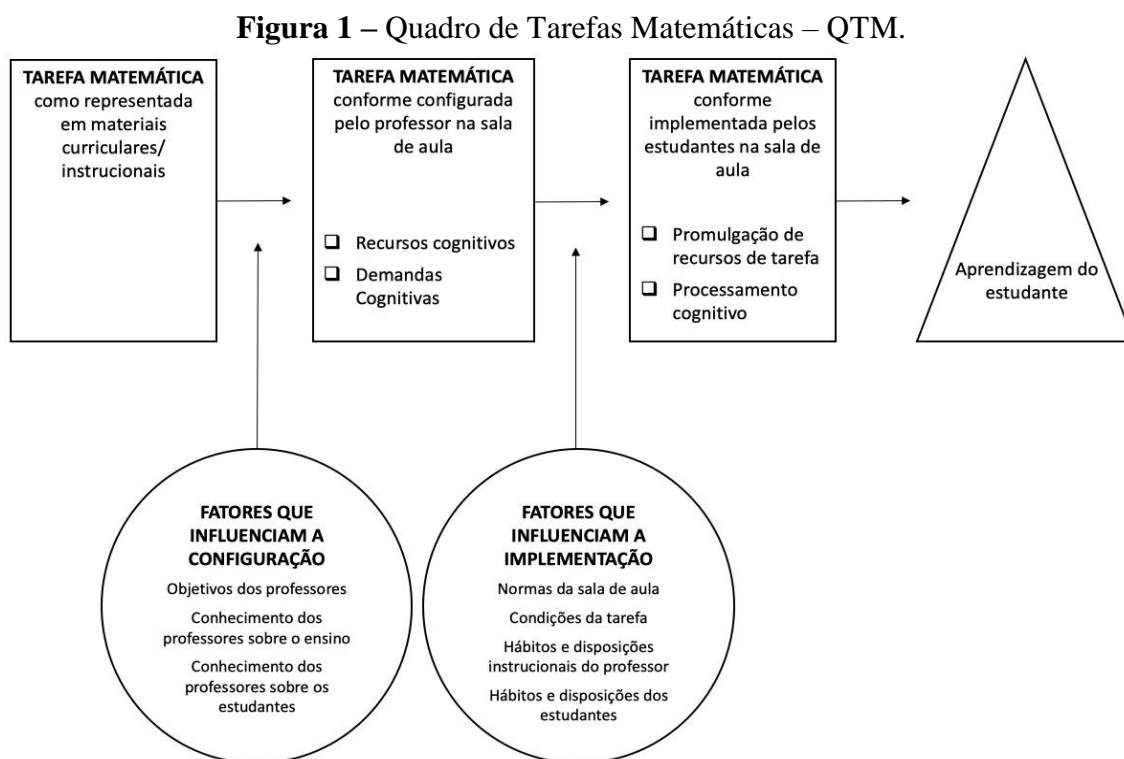 Figura 1 – Quadro de Tarefas Matemáticas – QTM.
TAREFA MATEMÁTICA
como representada
em materiais
curriculares/
instrucionais
TAREFA MATEMÁTICA
conforme configurada
pelo professor na sala
de aula
Recursos cognitivos
Demandas
Cognitivas
TAREFA MATEMÁTICA
conforme
implementada pelos
estudantes na sala de
aula
Promulgação de
recursos de tarefa
Processamento
cognitivo
Aprendizagem do
estudante
FATORES QUE
INFLUENCIAM A
CONFIGURAÇÃO
Objetivos dos professores
Conhecimento dos
professores sobre o ensino
Conhecimento dos
professores sobre os
estudantes
FATORES QUE
INFLUENCIAM A
IMPLEMENTAÇÃO
Normas da sala de aula
Condições da tarefa
Hábitos e disposições
instrucionais do professor
Hábitos e disposições dos
estudantes